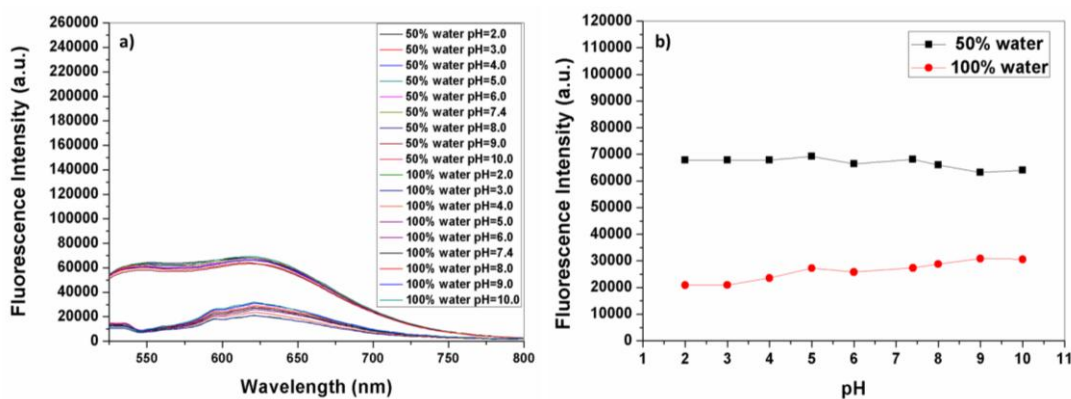 a)
Fluorescence Intensity (a.u.)
260000
240000
220000
200000
180000
160000
140000
120000
100000
80000
60000
40000
20000
0
550
600
650
700
750
800
Wavelength (nm)
50% water pH=2.0
50% water pH=3.0
50% water pH=4.0
50% water pH=5.0
50% water pH=6.0
50% water pH=7.4
50% water pH=8.0
50% water pH=9.0
50% water pH=10.0
100% water pH=2.0
100% water pH=3.0
100% water pH=4.0
100% water pH=5.0
100% water pH=6.0
100% water pH=7.4
100% water pH=8.0
100% water pH=9.0
100% water pH=10.0
b)
Fluorescence Intensity (a.u.)
120000
110000
100000
90000
80000
70000
60000
50000
40000
30000
20000
10000
0
1
2
3
4
5
6
7
8
9
10
11
pH
50% water
100% water